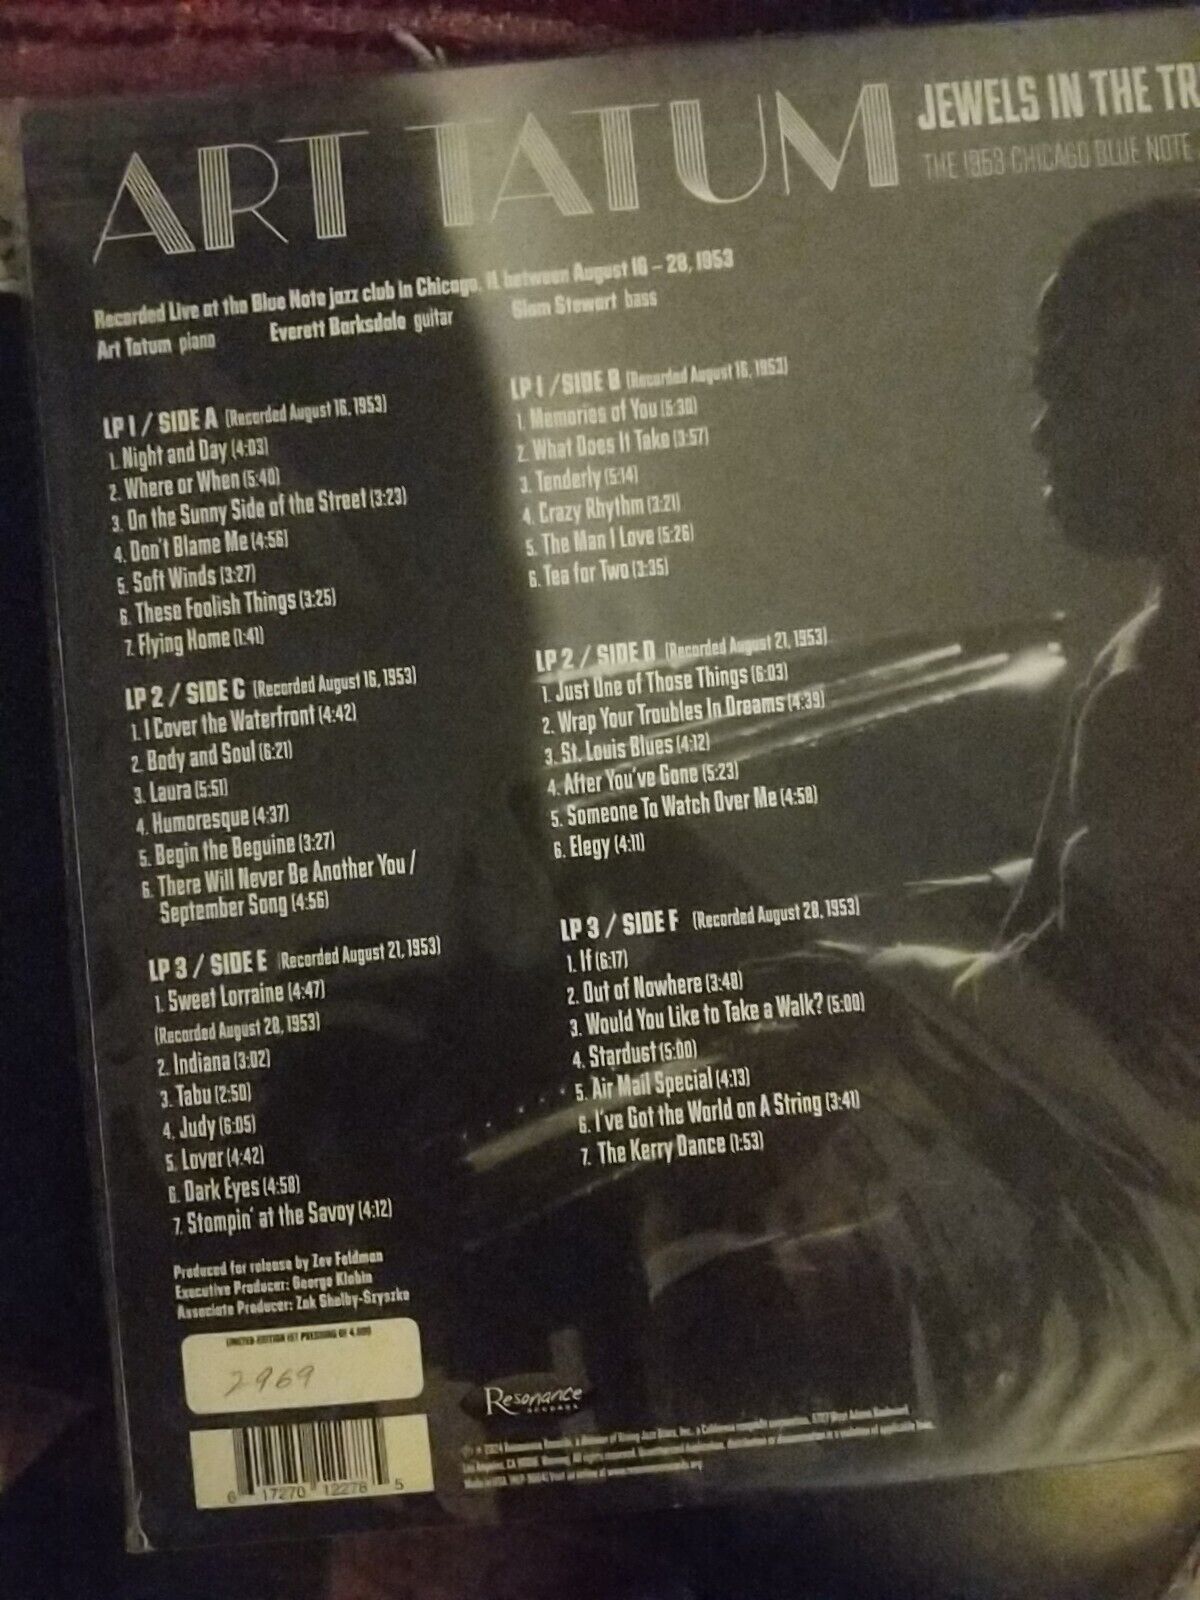 ART TATUM
JEWELS IN THE TR
THE 1953 CHICAGO BLUE NOTE
Recorded Live at the Blue Note jazz club in Chicago, IL between August 16 – 28, 1953
Art Tatum piano Everett Barksdale guitar Slam Stewart bass
LP 1 / SIDE A (Recorded August 16, 1953)
1. Night and Day (4:03)
2. Where or When (5:40)
3. On the Sunny Side of the Street (3:23)
4. Don't Blame Me (4:56)
5. Soft Winds (3:27)
6. These Foolish Things (3:25)
7. Flying Home (1:41)
LP 1 / SIDE B (Recorded August 16, 1953)
1. Memories of You (5:30)
2. What Does It Take (3:57)
3. Tenderly (5:14)
4. Crazy Rhythm (3:21)
5. The Man I Love (5:26)
6. Tea for Two (3:35)
LP 2 / SIDE C (Recorded August 16, 1953)
1. I Cover the Waterfront (4:42)
2. Body and Soul (6:21)
3. Laura (5:51)
4. Humoresque (4:37)
5. Begin the Beguine (3:27)
6. There Will Never Be Another You /
September Song (4:56)
LP 2 / SIDE D (Recorded August 21, 1953)
1. Just One of Those Things (6:03)
2. Wrap Your Troubles In Dreams (4:39)
3. St. Louis Blues (4:12)
4. After You've Gone (5:23)
5. Someone To Watch Over Me (4:58)
6. Elegy (4:11)
LP 3 / SIDE E (Recorded August 21, 1953)
1. Sweet Lorraine (4:47)
(Recorded August 28, 1953)
2. Indiana (3:02)
3. Tabu (2:50)
4. Judy (6:05)
5. Lover (4:42)
6. Dark Eyes (4:58)
7. Stompin' at the Savoy (4:12)
LP 3 / SIDE F (Recorded August 28, 1953)
1. If (6:17)
2. Out of Nowhere (3:48)
3. Would You Like to Take a Walk? (5:00)
4. Stardust (5:00)
5. Air Mail Special (4:13)
6. I've Got the World on A String (3:41)
7. The Kerry Dance (1:53)
Produced for release by Zev Feldman
Executive Producer: George Klabin
Associate Producer: Zak Shelby-Szyszko
LIMITED-EDITION 1ST PRESSING OF 4,000
2969
Resonance
RECORDS
6 17270 12278 5